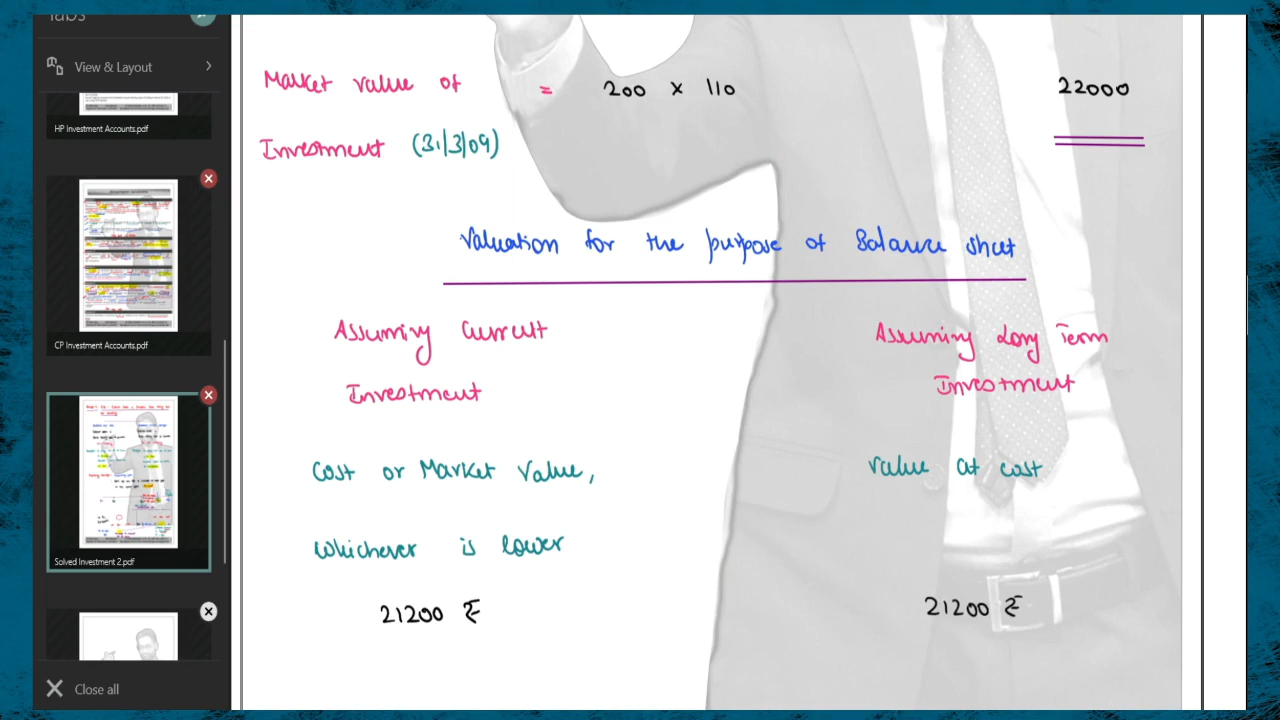 Tabs
View & Layout
HP Investment Accounts.pdf
CP Investment Accounts.pdf
Solved Investment 2.pdf
Close all
Market value of = 200 x 110 22000
Investment (31/3/09)
Valuation for the purpose of Balance sheet
Assuming Current
Investment
Cost or Market Value,
Whichever is lower
21200 ₹
Assuming Long Term
Investment
Value at cost
21200 ₹